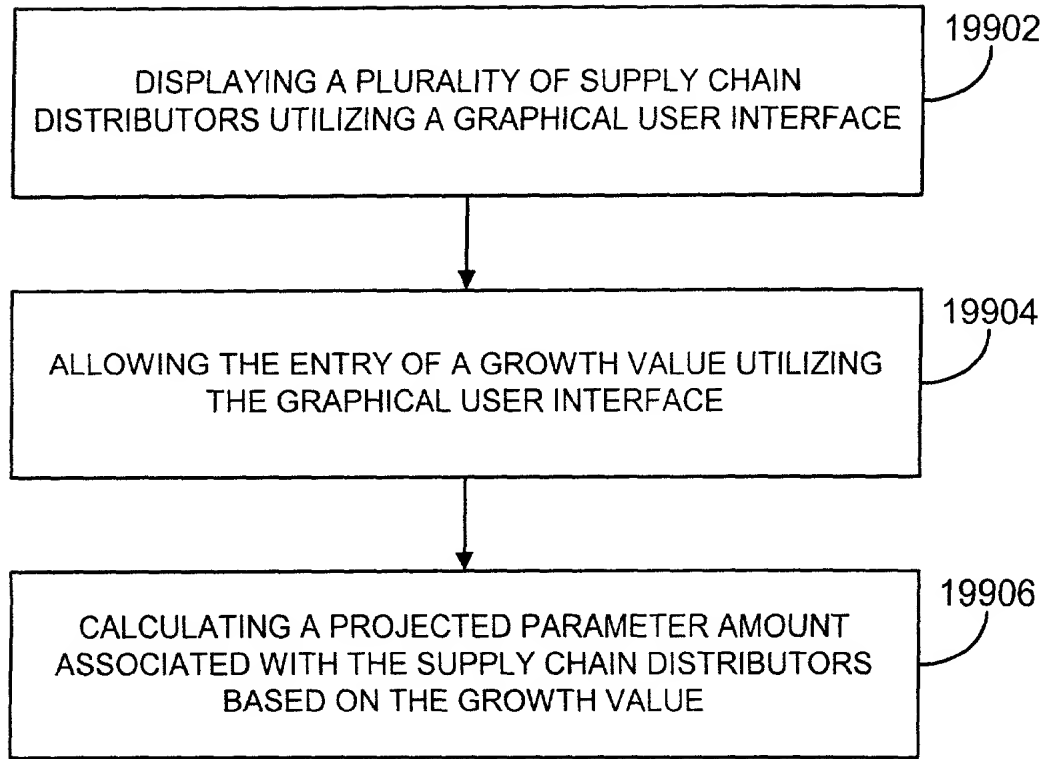 19902
DISPLAYING A PLURALITY OF SUPPLY CHAIN
DISTRIBUTORS UTILIZING A GRAPHICAL USER INTERFACE
19904
ALLOWING THE ENTRY OF A GROWTH VALUE UTILIZING
THE GRAPHICAL USER INTERFACE
19906
CALCULATING A PROJECTED PARAMETER AMOUNT
ASSOCIATED WITH THE SUPPLY CHAIN DISTRIBUTORS
BASED ON THE GROWTH VALUE